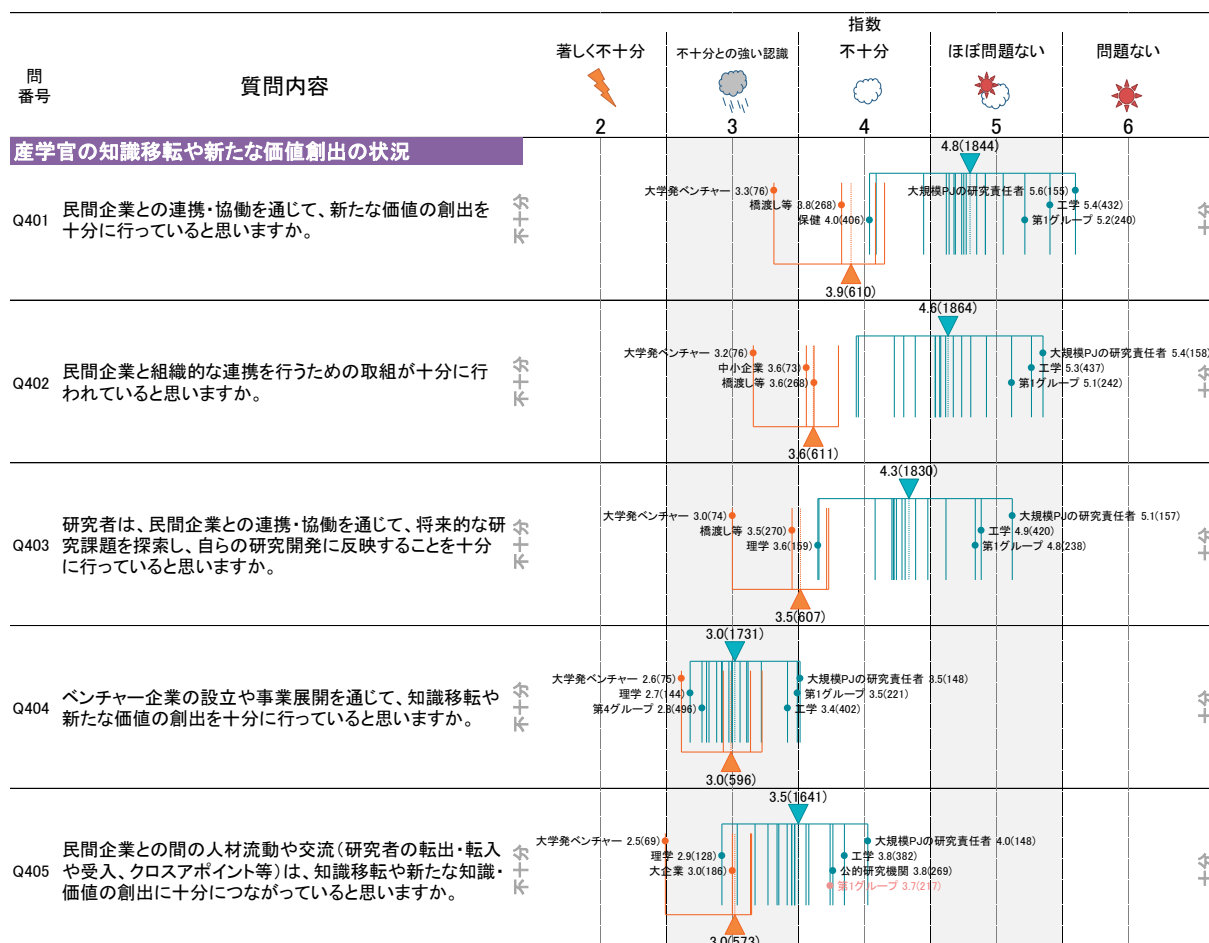 指数
著しく不十分
不十分との強い認識
不十分
ほぼ問題ない
問題ない
問
番号
質問内容
2
3
4
5
6
産学官の知識移転や新たな価値創出の状況
Q401
民間企業との連携・協働を通じて、新たな価値の創出を
十分に行っていると思いますか。
不十分
4.8(1844)
大学発ベンチャー 3.3(76)
橋渡し等 3.8(268)
保健 4.0(406)
大規模PJの研究責任者 5.6(155)
工学 5.4(432)
第1グループ 5.2(240)
3.9(610)
十分
Q402
民間企業と組織的な連携を行うための取組が十分に行
われていると思いますか。
不十分
4.6(1864)
大学発ベンチャー 3.2(76)
中小企業 3.6(73)
橋渡し等 3.6(268)
大規模PJの研究責任者 5.4(158)
工学 5.3(437)
第1グループ 5.1(242)
3.6(611)
十分
Q403
研究者は、民間企業との連携・協働を通じて、将来的な研
究課題を探索し、自らの研究開発に反映することを十分
に行っていると思いますか。
不十分
4.3(1830)
大学発ベンチャー 3.0(74)
橋渡し等 3.5(270)
理学 3.6(159)
大規模PJの研究責任者 5.1(157)
工学 4.9(420)
第1グループ 4.8(238)
3.5(607)
十分
Q404
ベンチャー企業の設立や事業展開を通じて、知識移転や
新たな価値の創出を十分に行っていると思いますか。
不十分
3.0(1731)
大学発ベンチャー 2.6(75)
理学 2.7(144)
第4グループ 2.8(496)
大規模PJの研究責任者 3.5(148)
第1グループ 3.5(221)
工学 3.4(402)
3.0(596)
十分
Q405
民間企業との間の人材流動や交流(研究者の転出・転入
や受入、クロスアポイント等)は、知識移転や新たな知識・
価値の創出に十分につながっていると思いますか。
不十分
3.5(1641)
大学発ベンチャー 2.5(69)
理学 2.9(128)
大企業 3.0(186)
大規模PJの研究責任者 4.0(148)
工学 3.8(382)
公的研究機関 3.8(269)
第1グループ 3.7(217)
3.0(573)
十分